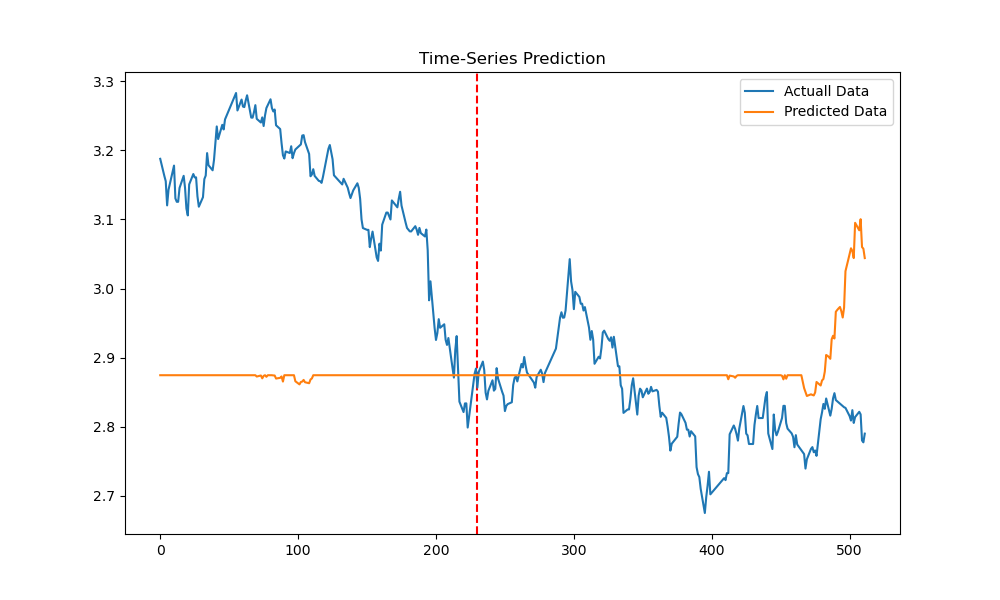 Time-Series Prediction
Actuall Data
Predicted Data
3.3
3.2
3.1
3.0
2.9
2.8
2.7
0 100 200 300 400 500